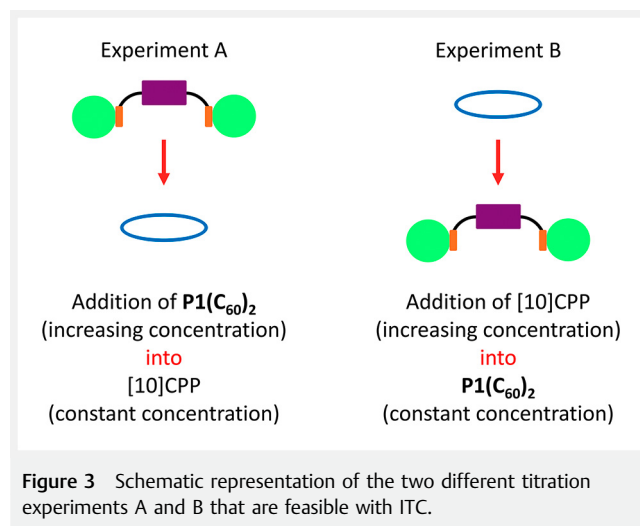 Experiment A
Experiment B
Addition of P1(C₆₀)₂
(increasing concentration)
into
[10]CPP
(constant concentration)
Addition of [10]CPP
(increasing concentration)
into
P1(C₆₀)₂
(constant concentration)
Figure 3 Schematic representation of the two different titration
experiments A and B that are feasible with ITC.